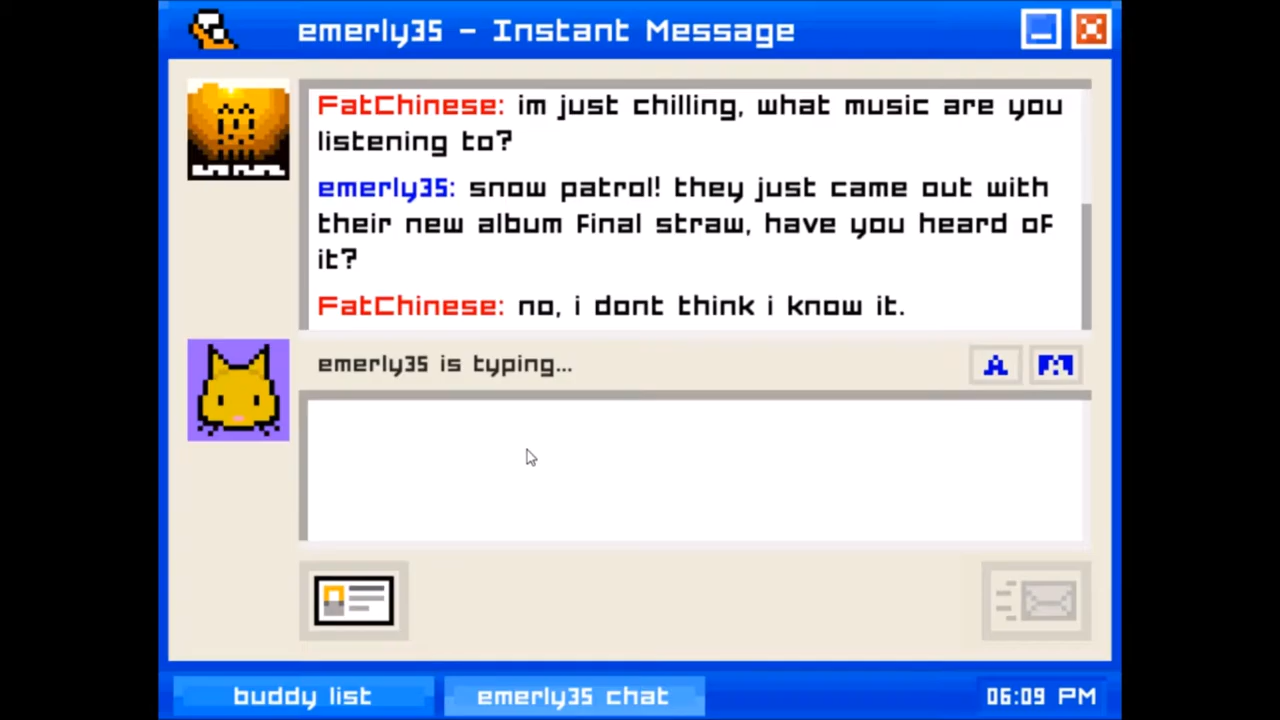 emerly35 - Instant Message
FatChinese: im just chilling, what music are you
listening to?
emerly35: snow patrol! they just came out with
their new album final straw, have you heard of
it?
FatChinese: no, i dont think i know it.
emerly35 is typing...
A
buddy list
emerly35 chat
06:09 PM